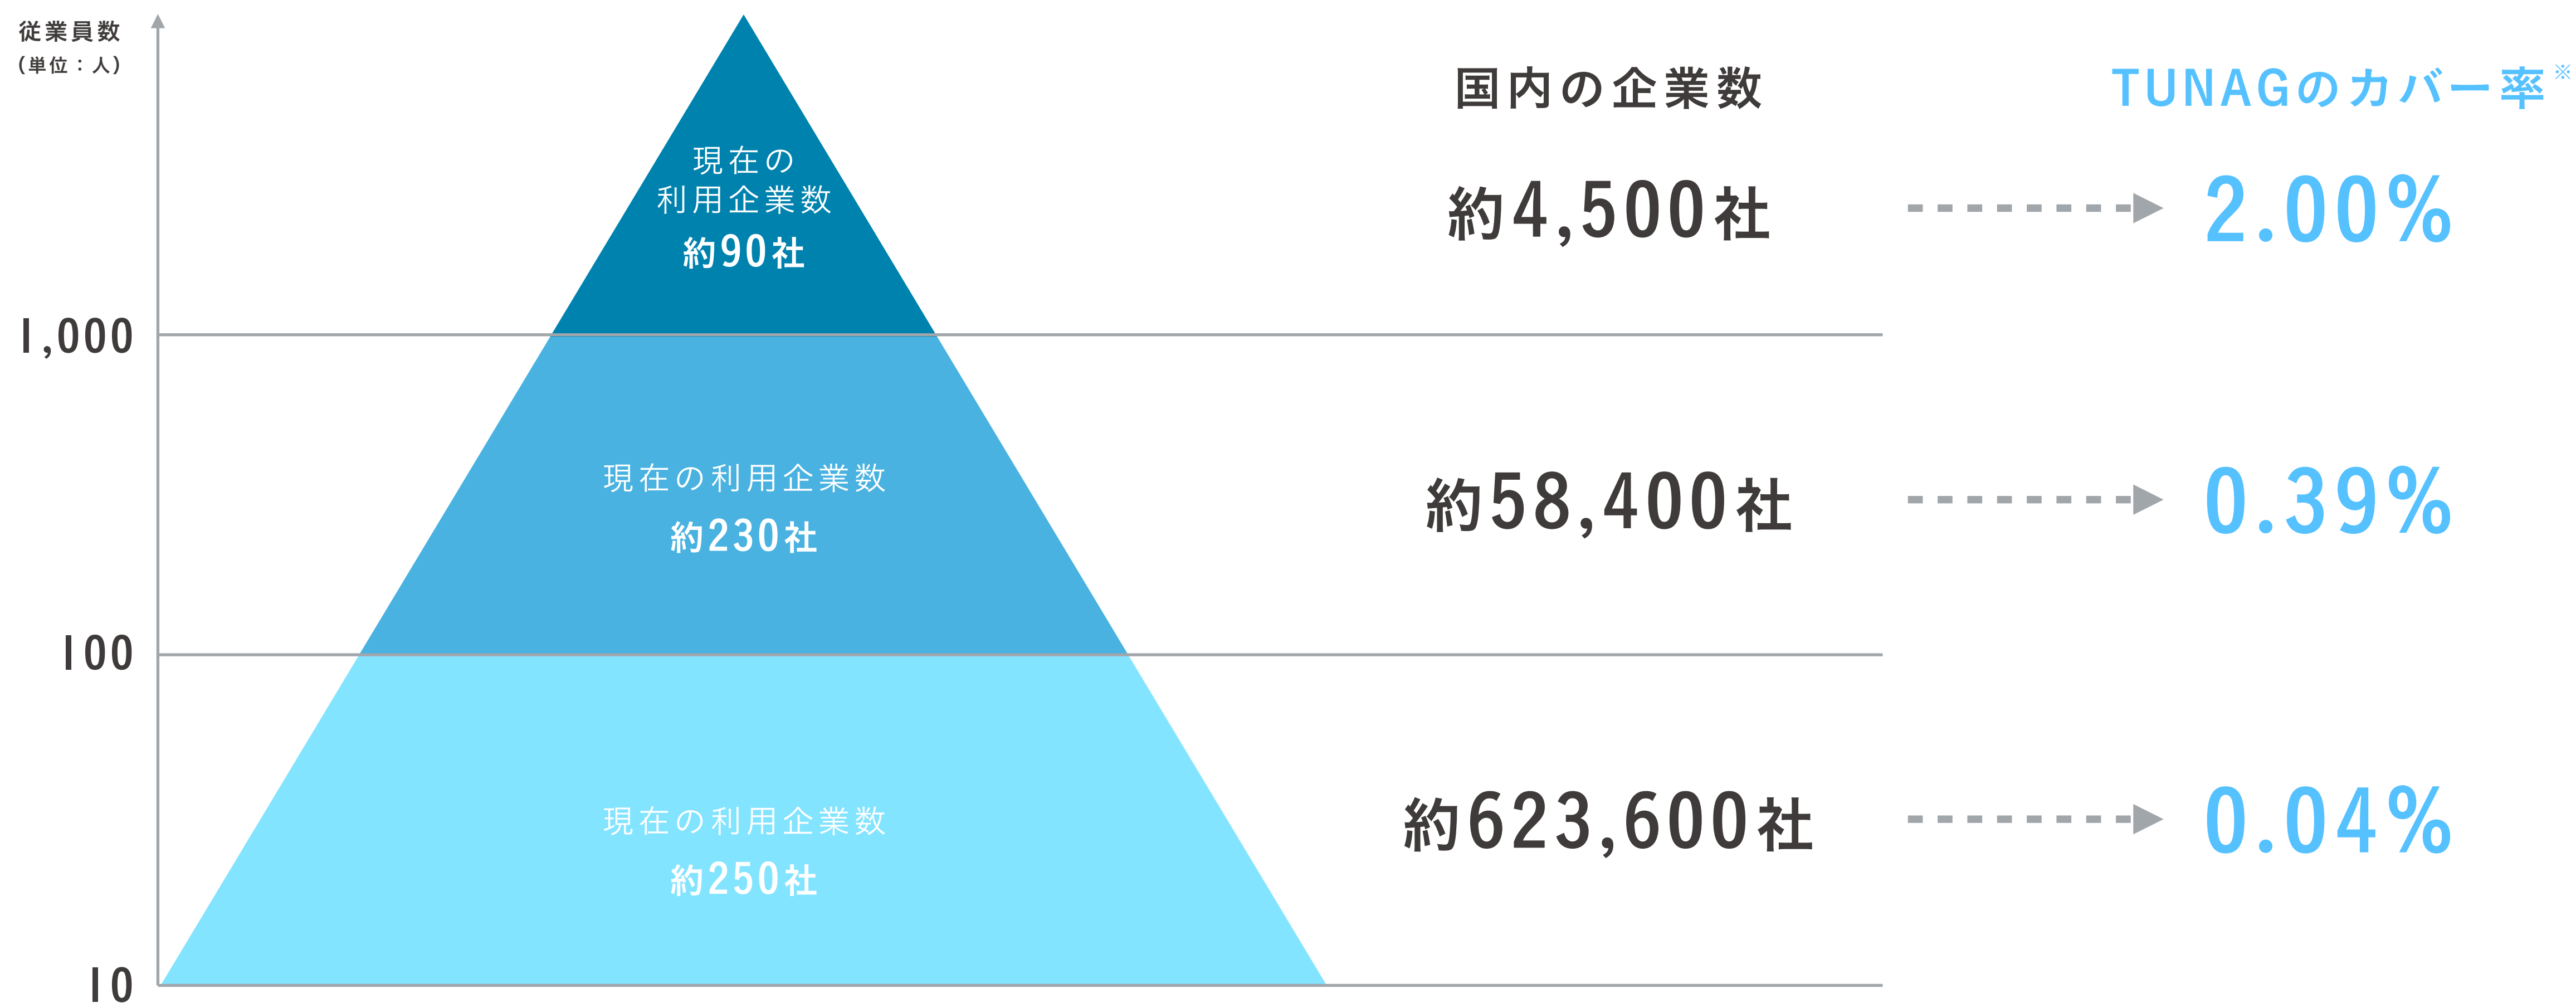 従業員数
（単位：人）
国内の企業数
TUNAGのカバー率※
現在の
利用企業数
約90社
約4,500社
2.00%
1,000
現在の利用企業数
約230社
約58,400社
0.39%
100
現在の利用企業数
約250社
約623,600社
0.04%
10